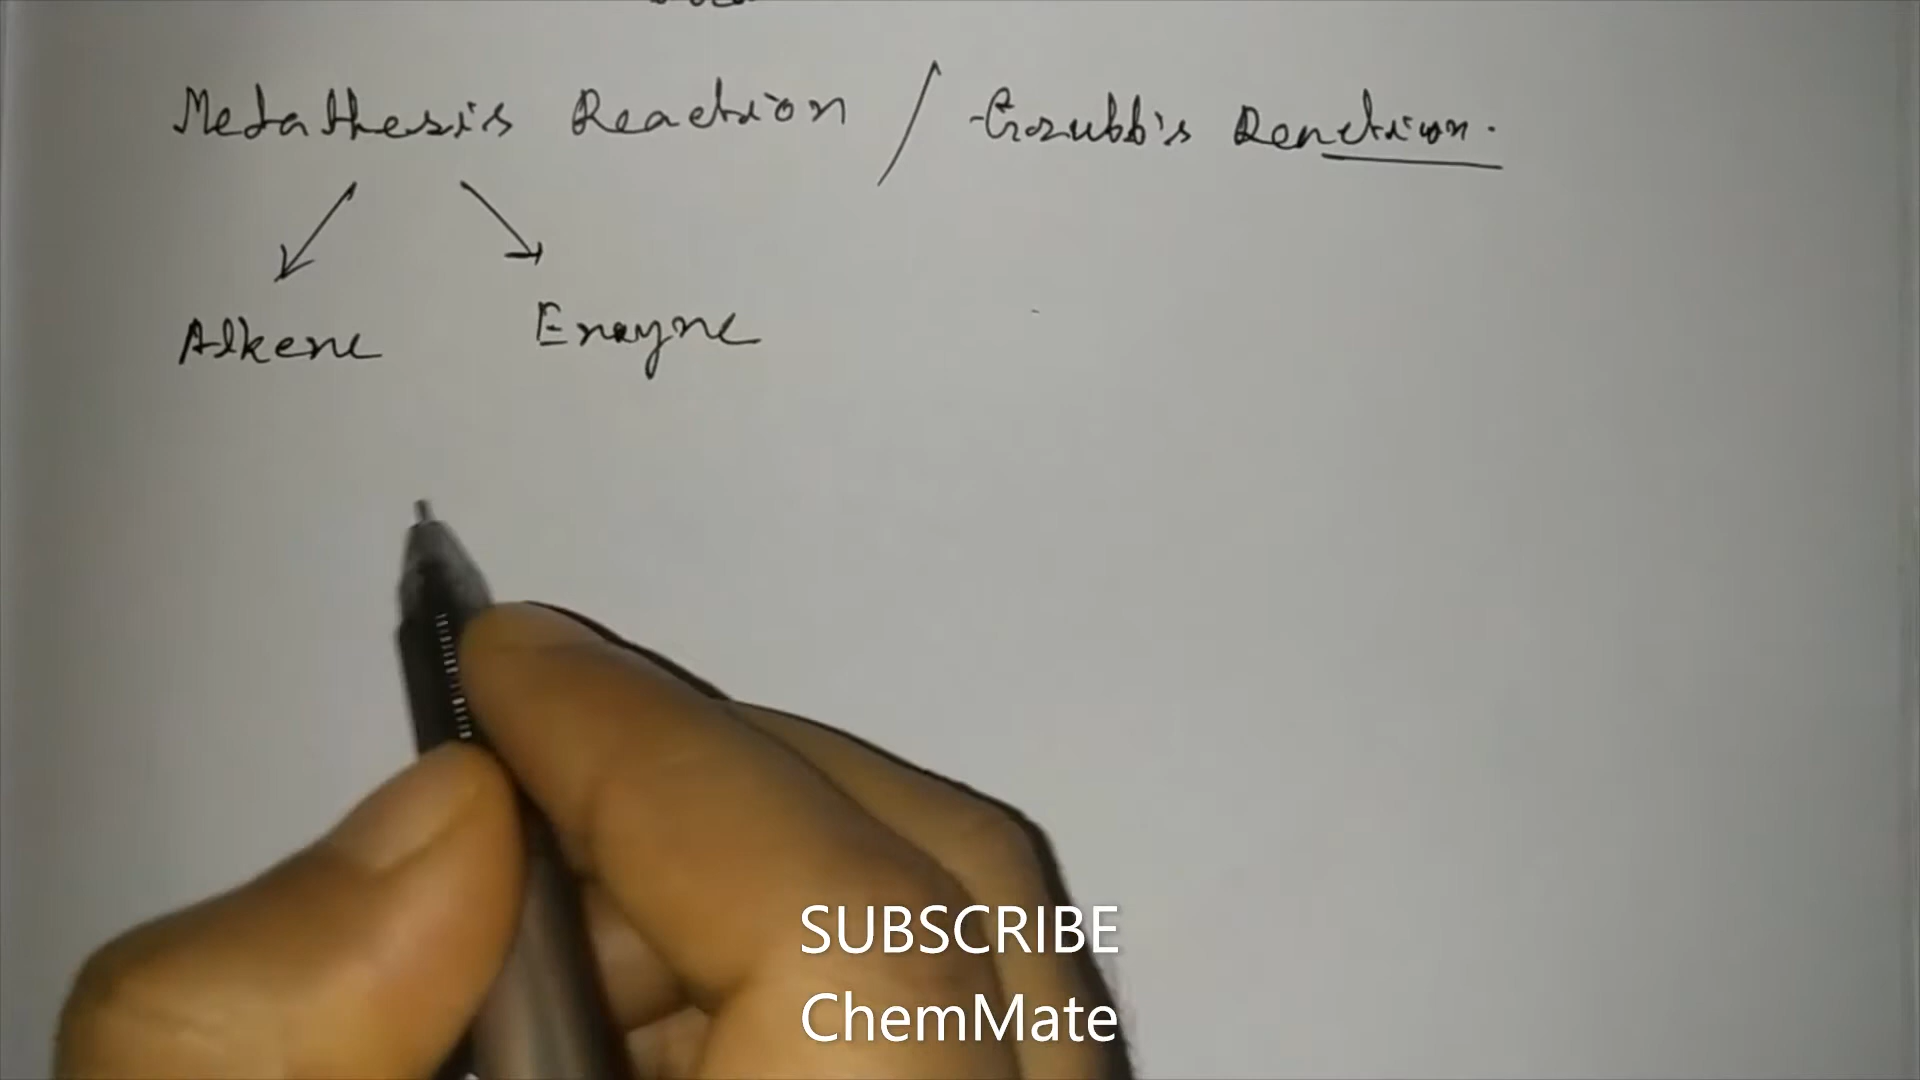 Metathesis Reaction / Grubb's Reaction.
Alkene Enayne
SUBSCRIBE
ChemMate